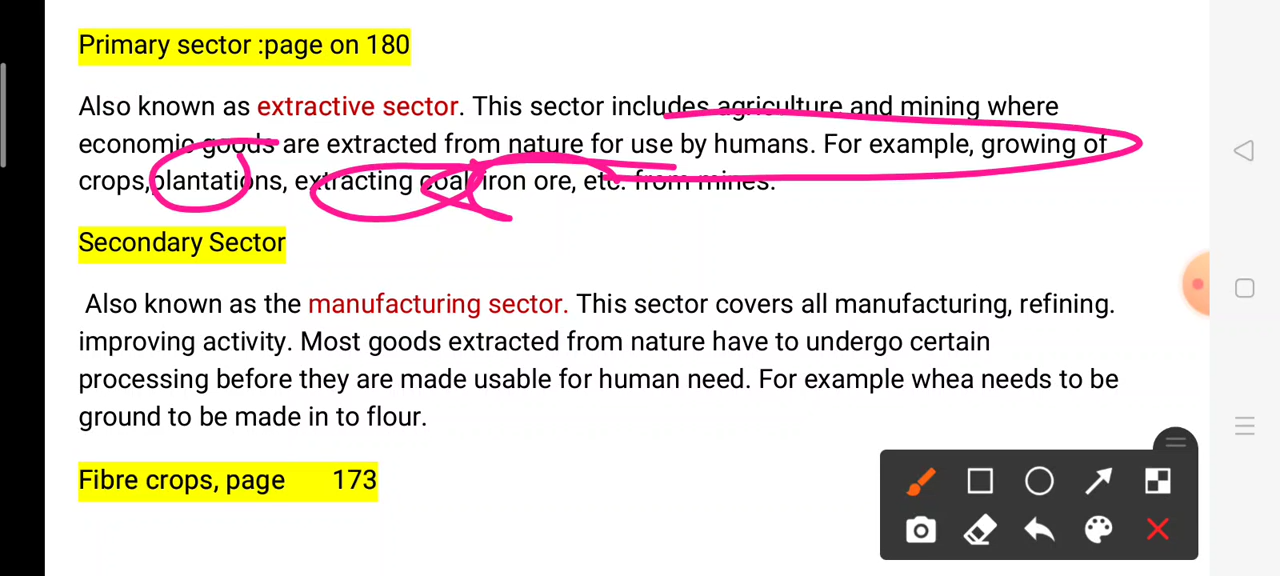 Primary sector :page on 180
Also known as extractive sector. This sector includes agriculture and mining where
economic goods are extracted from nature for use by humans. For example, growing of
crops,plantations, extracting coal, iron ore, etc. from mines.
Secondary Sector
Also known as the manufacturing sector. This sector covers all manufacturing, refining.
improving activity. Most goods extracted from nature have to undergo certain
processing before they are made usable for human need. For example whea needs to be
ground to be made in to flour.
Fibre crops, page 173